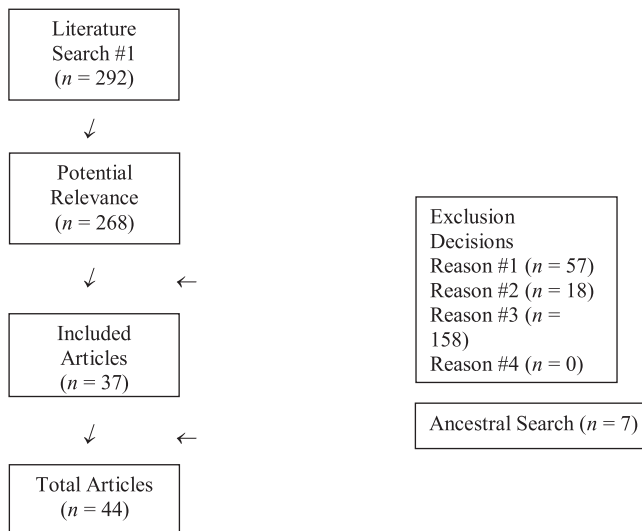 Literature
Search #1
(n = 292)
↓
Potential
Relevance
(n = 268)
↓ ←
Exclusion
Decisions
Reason #1 (n = 57)
Reason #2 (n = 18)
Reason #3 (n =
158)
Reason #4 (n = 0)
Included
Articles
(n = 37)
↓ ←
Ancestral Search (n = 7)
Total Articles
(n = 44)